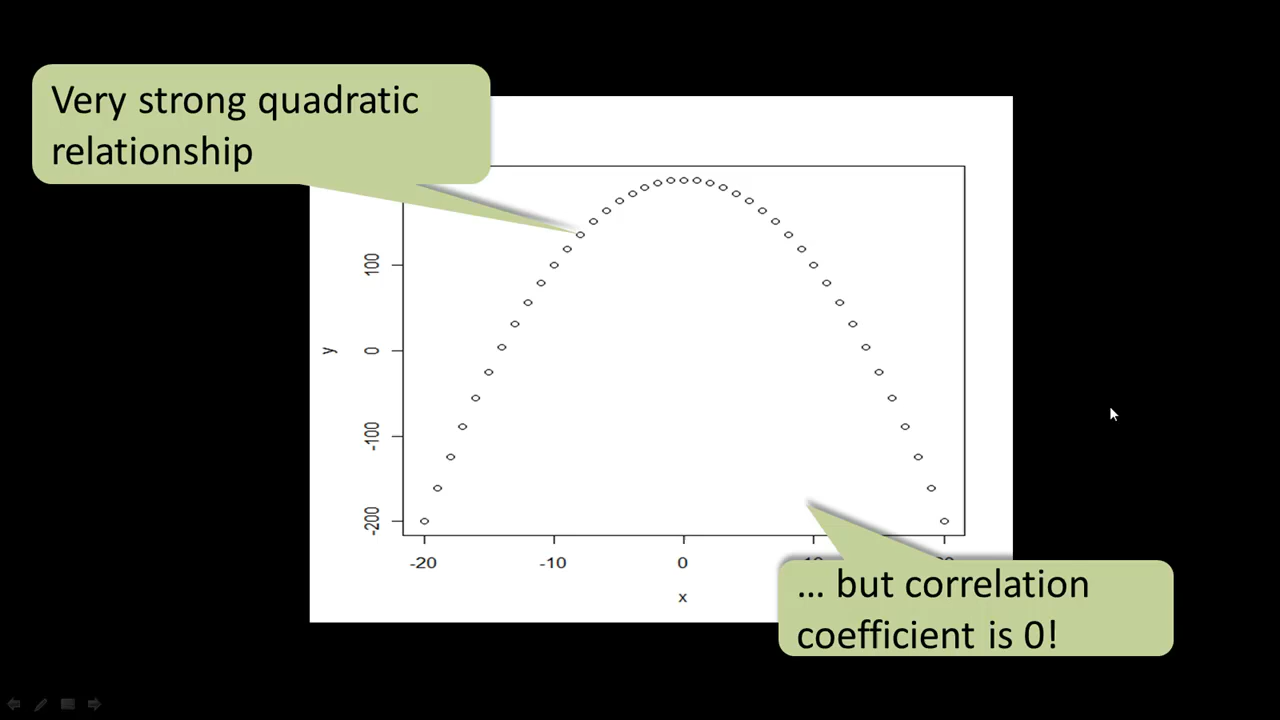 Very strong quadratic
relationship
100
0
-100
-200
y
-20
-10
0
x
... but correlation
coefficient is 0!